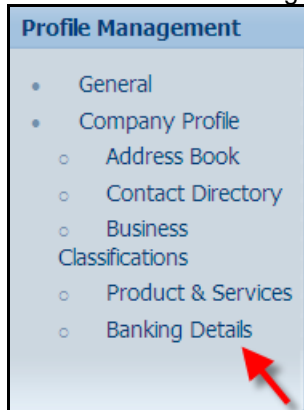 Profile Management
General
Company Profile
Address Book
Contact Directory
Business
Classifications
Product & Services
Banking Details